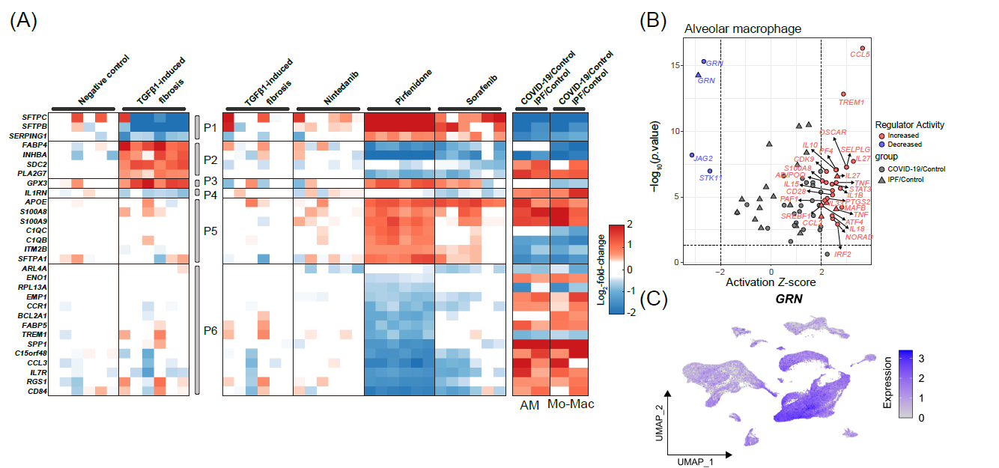 (A)
Negative control
TGFβ1-induced
fibrosis
TGFβ1-induced
fibrosis
Nintedanib
Pirfenidone
Sorafenib
COVID-19/Control
IPF/Control
COVID-19/Control
IPF/Control
SFTPC
SFTPB
SERPING1
FABP4
INHBA
SDC2
PLA2G7
GPX3
IL1RN
APOE
S100A8
S100A9
C1QC
C1QB
ITM2B
SFTPA1
ARL4A
ENO1
RPL13A
EMP1
CCR1
BCL2A1
FABP5
TREM1
SPP1
C15orf48
CCL3
IL7R
RGS1
CD84
P1
P2
P3
P4
P5
P6
AM
Mo-Mac
2
1
0
-1
-2
Log2-fold-change
(B)
Alveolar macrophage
−log10(p.value)
15
10
5
0
−2
0
2
Activation Z-score
GRN
GRN
JAG2
STK11
CCL5
TREM1
OSCAR
IL10
PF4
SELPLG
CDK9
IL27
S100A8
ADIPOQ
IL27
IL15
TNF
CD28
STAT3
IL1B
PAF1
IL33
PTGS2
MAFB
SREBF1
TNF
CCL2
ATF4
IL18
NORAD
IRF2
Regulator Activity
Increased
Decreased
group
COVID-19/Control
IPF/Control
(C)
GRN
UMAP_2
UMAP_1
Expression
3
2
1
0